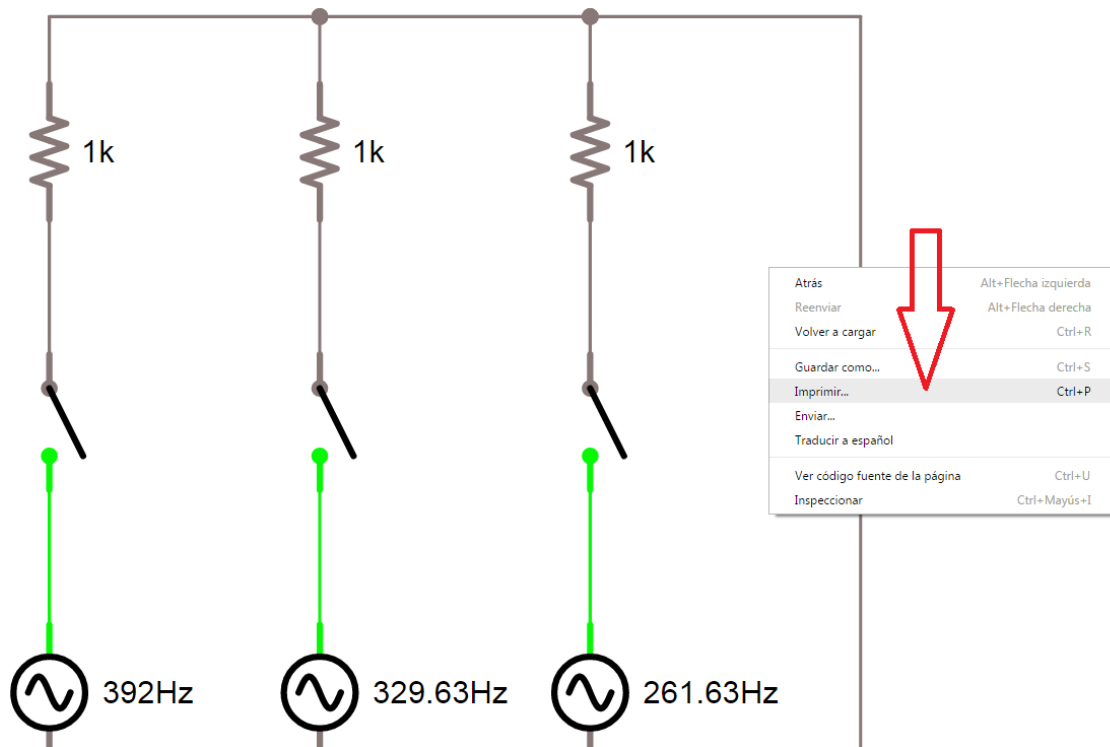 1k 1k 1k
Atrás Alt+Flecha izquierda
Reenviar Alt+Flecha derecha
Volver a cargar Ctrl+R
Guardar como... Ctrl+S
Imprimir... Ctrl+P
Enviar...
Traducir a español
Ver código fuente de la página Ctrl+U
Inspeccionar Ctrl+Mayús+I
392Hz 329.63Hz 261.63Hz